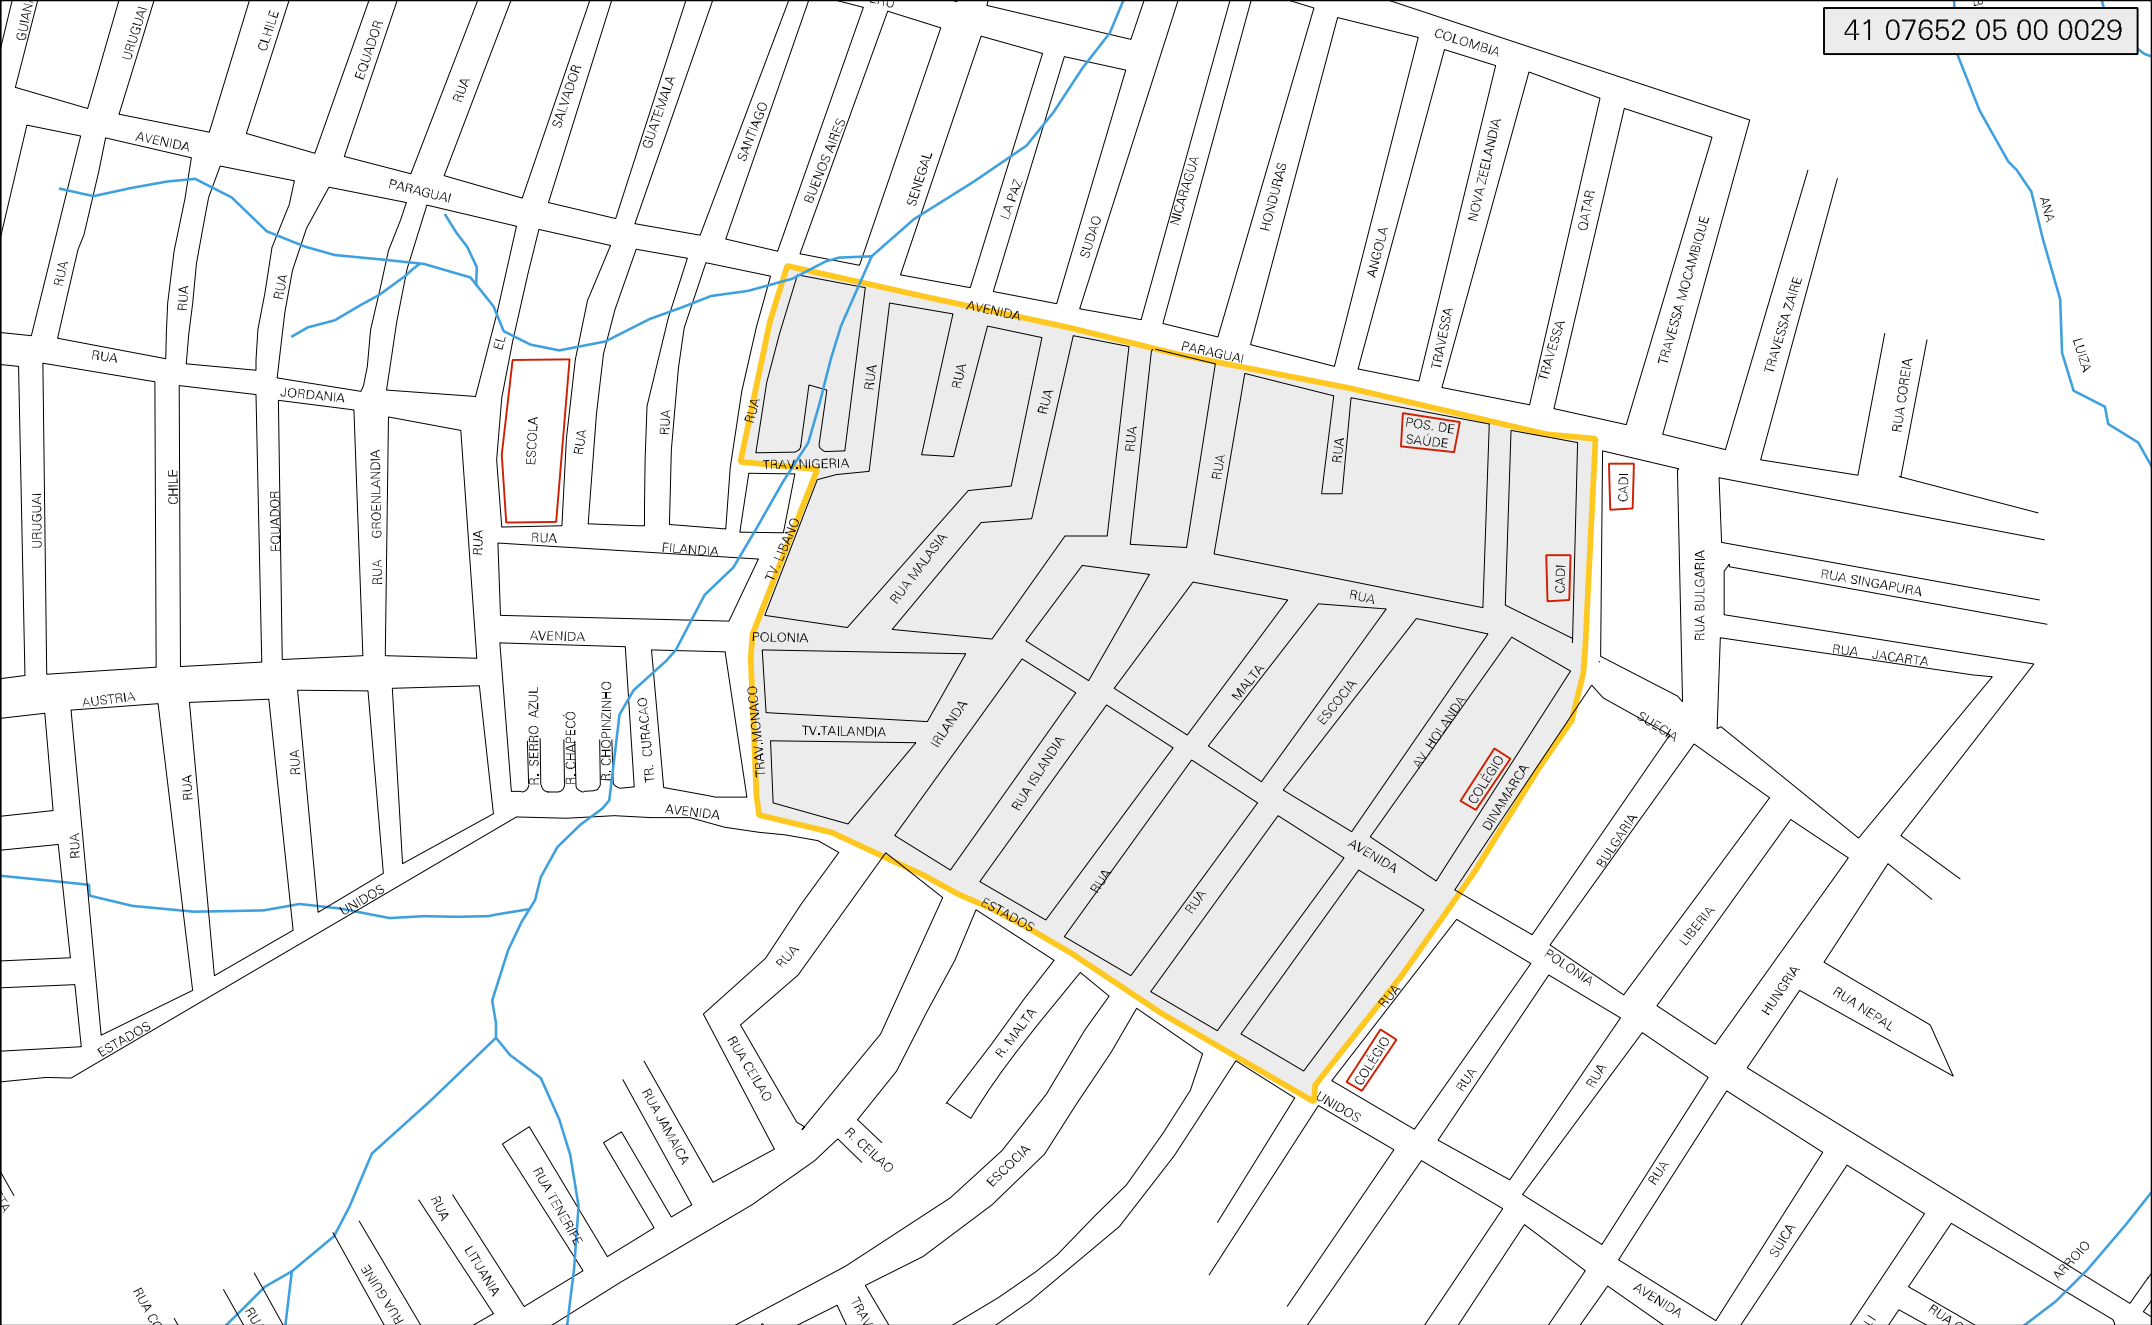 41 07652 05 00 0029
COLOMBIA
URUGUAI
CLHILE
EQUADOR
RUA
SALVADOR
GUATEMALA
SANTIAGO
BUENOS AIRES
SENEGAL
LA PAZ
SUDAO
NICARAGUA
HONDURAS
ANGOLA
NOVA ZEELANDIA
TRAVESSA
QATAR
TRAVESSA
TRAVESSA MOCAMBIQUE
TRAVESSA ZAIRE
RUA COREIA
ANA
LUIZA
AVENIDA
PARAGUAI
RUA
RUA
RUA
EL
AVENIDA
PARAGUAI
RUA
JORDANIA
ESCOLA
RUA
RUA
RUA
RUA
RUA
RUA
RUA
RUA
RUA
POS. DE
SAÚDE
CADI
CADI
TRAV.NIGERIA
URUGUAI
CHILE
EQUADOR
RUA GROENLANDIA
RUA
RUA
FILANDIA
TV. LIBANO
RUA MALASIA
RUA
RUA BULGARIA
RUA SINGAPURA
RUA JACARTA
AVENIDA
POLONIA
AUSTRIA
R. SERRO AZUL
R. CHAPECÓ
R. CHOPINZINHO
TR. CURACAO
TRAV.MONACO
TV.TAILANDIA
IRLANDA
RUA ISLANDIA
MALTA
ESCOCIA
AV. HOLANDA
COLÉGIO
DINAMARCA
SUECIA
RUA
RUA
RUA
AVENIDA
UNIDOS
ESTADOS
RUA
ESTADOS
RUA
RUA
AVENIDA
BULGARIA
LIBERIA
POLONIA
HUNGRIA
RUA NEPAL
RUA
COLÉGIO
UNIDOS
RUA CEILAO
R. MALTA
RUA JAMAICA
R. CEILAO
ESCOCIA
RUA TENERIFE
RUA
LITUANIA
RUA GUINE
RUA
RUA
RUA
SUICA
ARROIO
AVENIDA